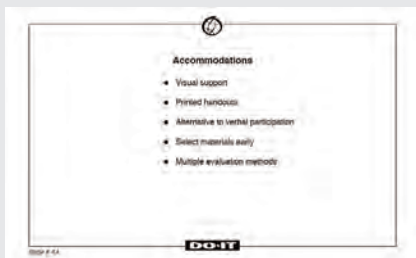 Accommodations
• Visual support
• Printed handouts
• Alternative to verbal participation
• Select materials early
• Multiple evaluation methods
DO-IT